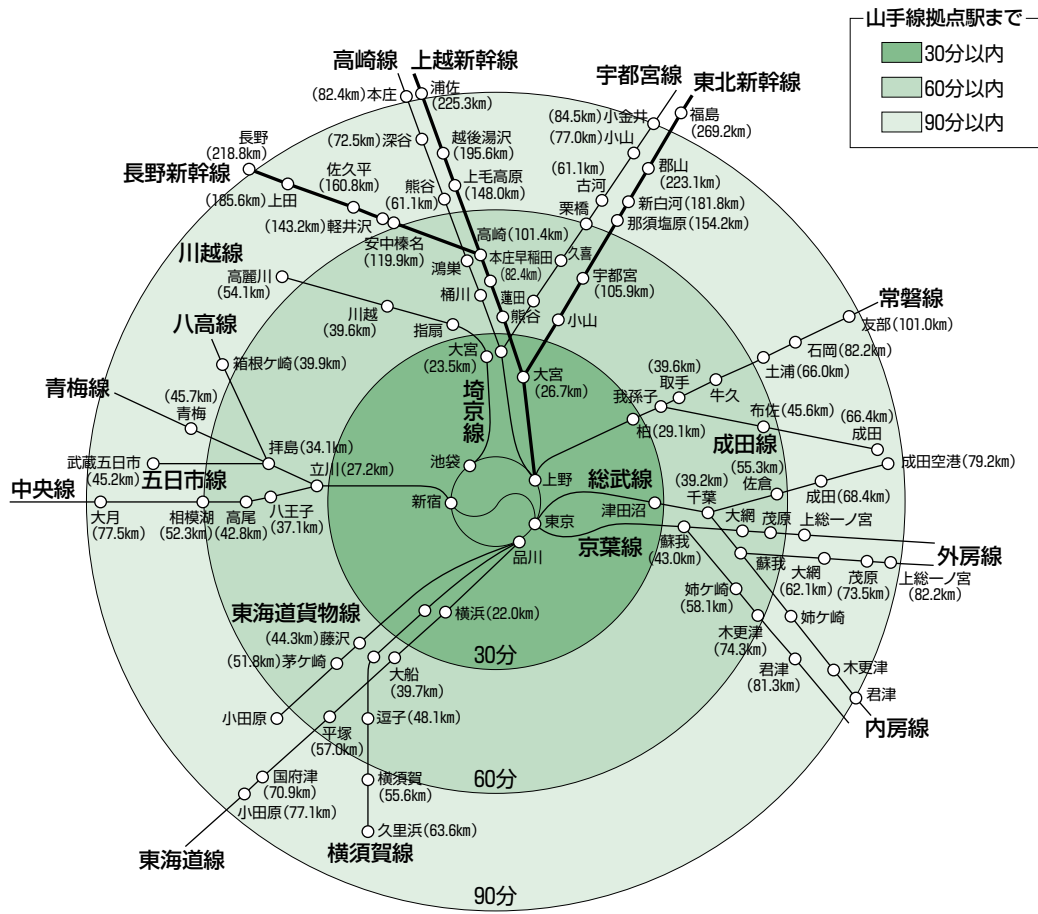 山手線拠点駅まで
30分以内
60分以内
90分以内
高崎線
上越新幹線
宇都宮線
東北新幹線
(82.4km)本庄
浦佐
(225.3km)
(84.5km)小金井
福島
(269.2km)
(72.5km)深谷
越後湯沢
(195.6km)
(77.0km)小山
長野
(218.8km)
長野新幹線
佐久平
(160.8km)
熊谷
(61.1km)
上毛高原
(148.0km)
(61.1km)
古河
郡山
(223.1km)
(185.6km)上田
(143.2km)軽井沢
栗橋
新白河(181.8km)
那須塩原(154.2km)
安中榛名
(119.9km)
高崎(101.4km)
川越線
高麗川
(54.1km)
鴻巣
本庄早稲田
(82.4km)
久喜
桶川
蓮田
宇都宮
(105.9km)
川越
(39.6km)
指扇
熊谷
小山
常磐線
友部(101.0km)
八高線
箱根ケ崎(39.9km)
大宮
(23.5km)
大宮
(26.7km)
石岡(82.2km)
土浦(66.0km)
(39.6km)
取手
牛久
青梅線
(45.7km)
青梅
埼京線
我孫子
柏(29.1km)
布佐(45.6km)
(66.4km)
成田
成田線
武蔵五日市
(45.2km)
拝島(34.1km)
五日市線
立川(27.2km)
池袋
上野
総武線
(55.3km)
佐倉
成田空港(79.2km)
成田(68.4km)
(39.2km)
千葉
中央線
大月
(77.5km)
相模湖
(52.3km)
高尾
(42.8km)
八王子
(37.1km)
新宿
東京
津田沼
京葉線
品川
蘇我
(43.0km)
大網
茂原
上総一ノ宮
外房線
蘇我
大網
(62.1km)
茂原
(73.5km)
上総一ノ宮
(82.2km)
東海道貨物線
横浜(22.0km)
姉ケ崎
(58.1km)
姉ケ崎
(44.3km)藤沢
(51.8km)茅ケ崎
30分
木更津
(74.3km)
大船
(39.7km)
君津
(81.3km)
木更津
君津
小田原
逗子(48.1km)
内房線
平塚
(57.0km)
国府津
(70.9km)
横須賀
(55.6km)
60分
小田原(77.1km)
久里浜(63.6km)
東海道線
横須賀線
90分